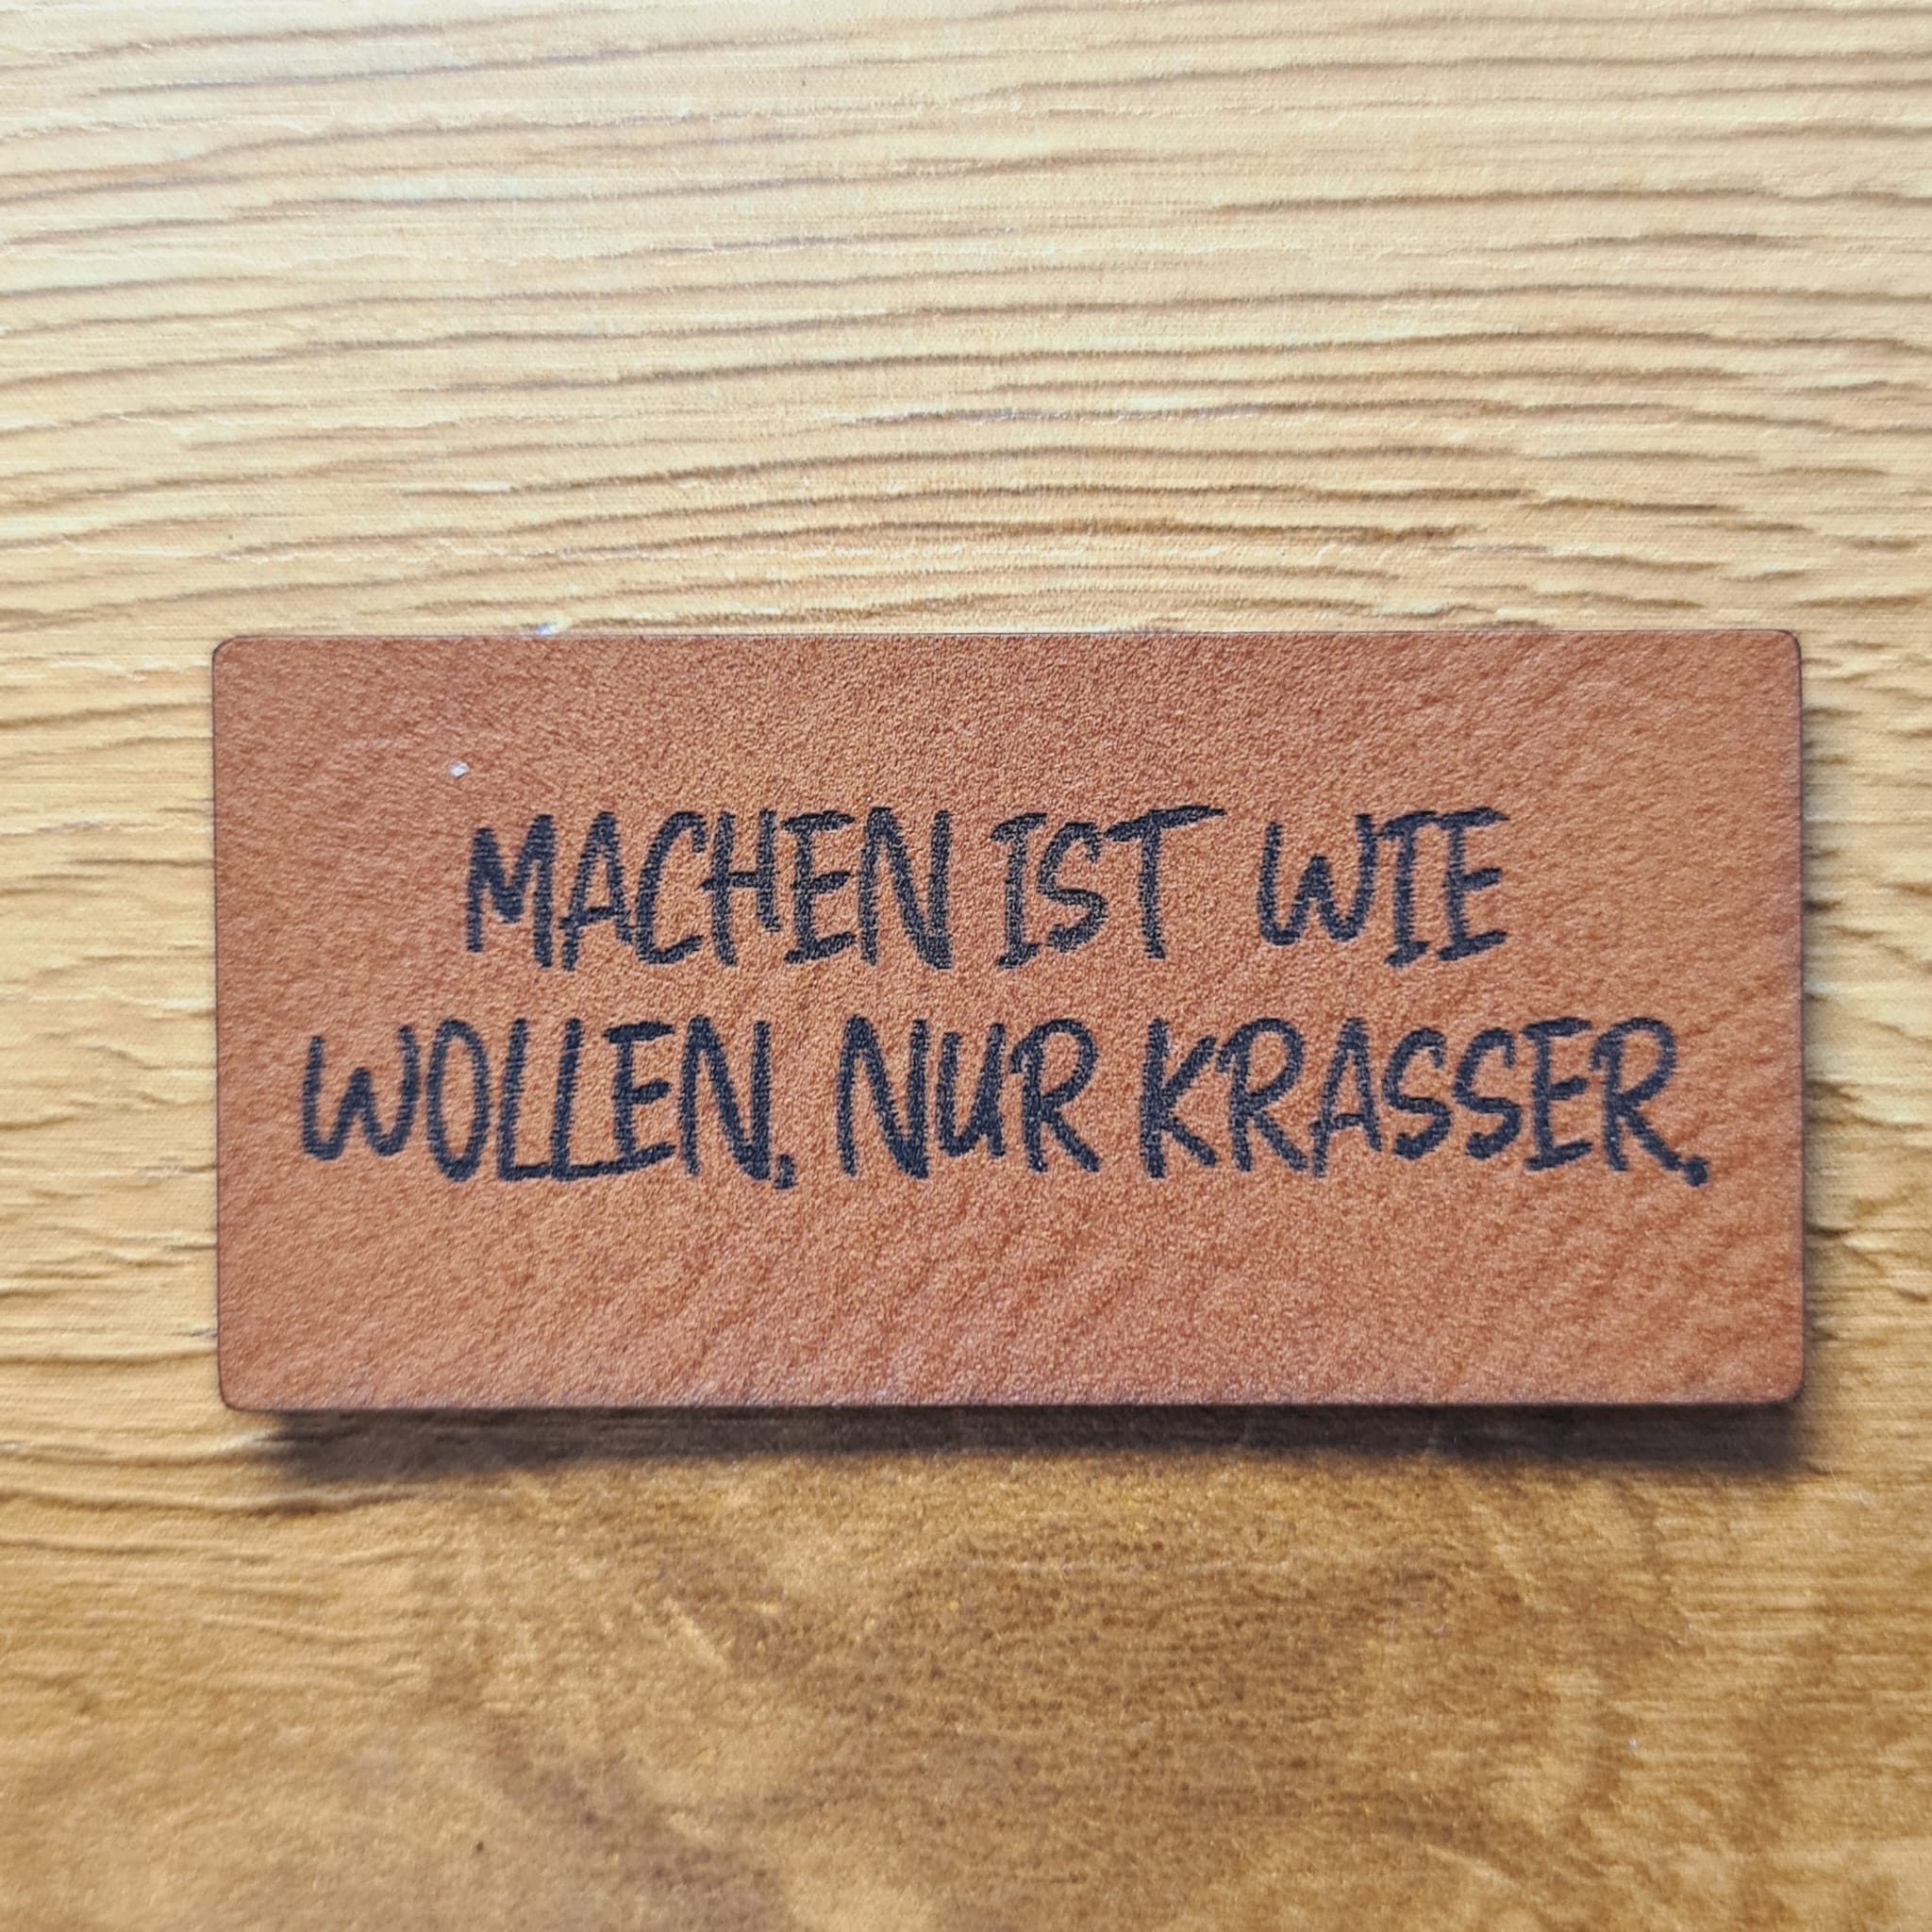 MACHEN IST WIE
WOLLEN, NUR KRASSER.